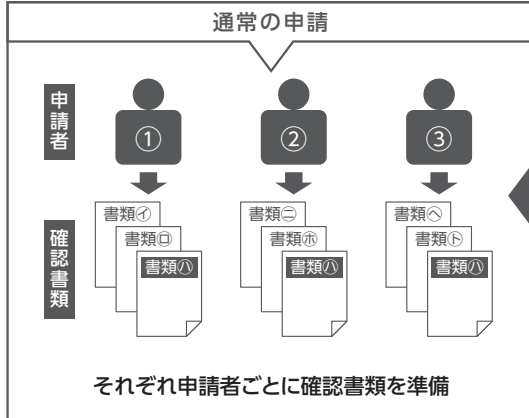 通常の申請
申請者
① ② ③
確認書類
書類㋑ 書類㋥ 書類㋬
書類㋺ 書類㋭ 書類㋣
書類㋩ 書類㋩ 書類㋩
それぞれ申請者ごとに確認書類を準備